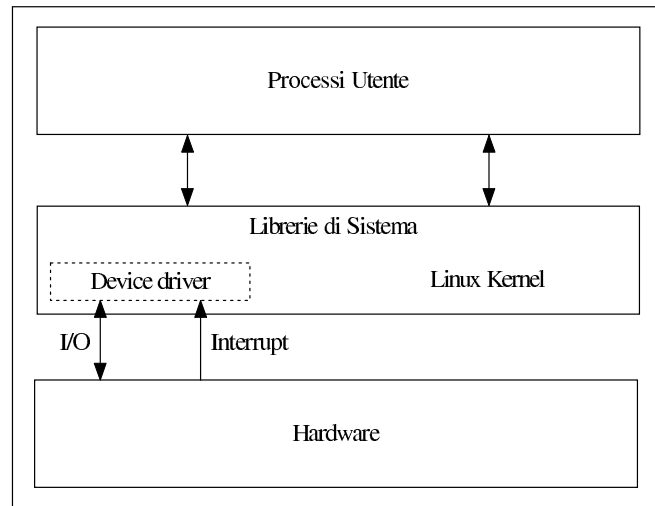 Processi Utente
Librerie di Sistema
Device driver
Linux Kernel
I/O
Interrupt
Hardware